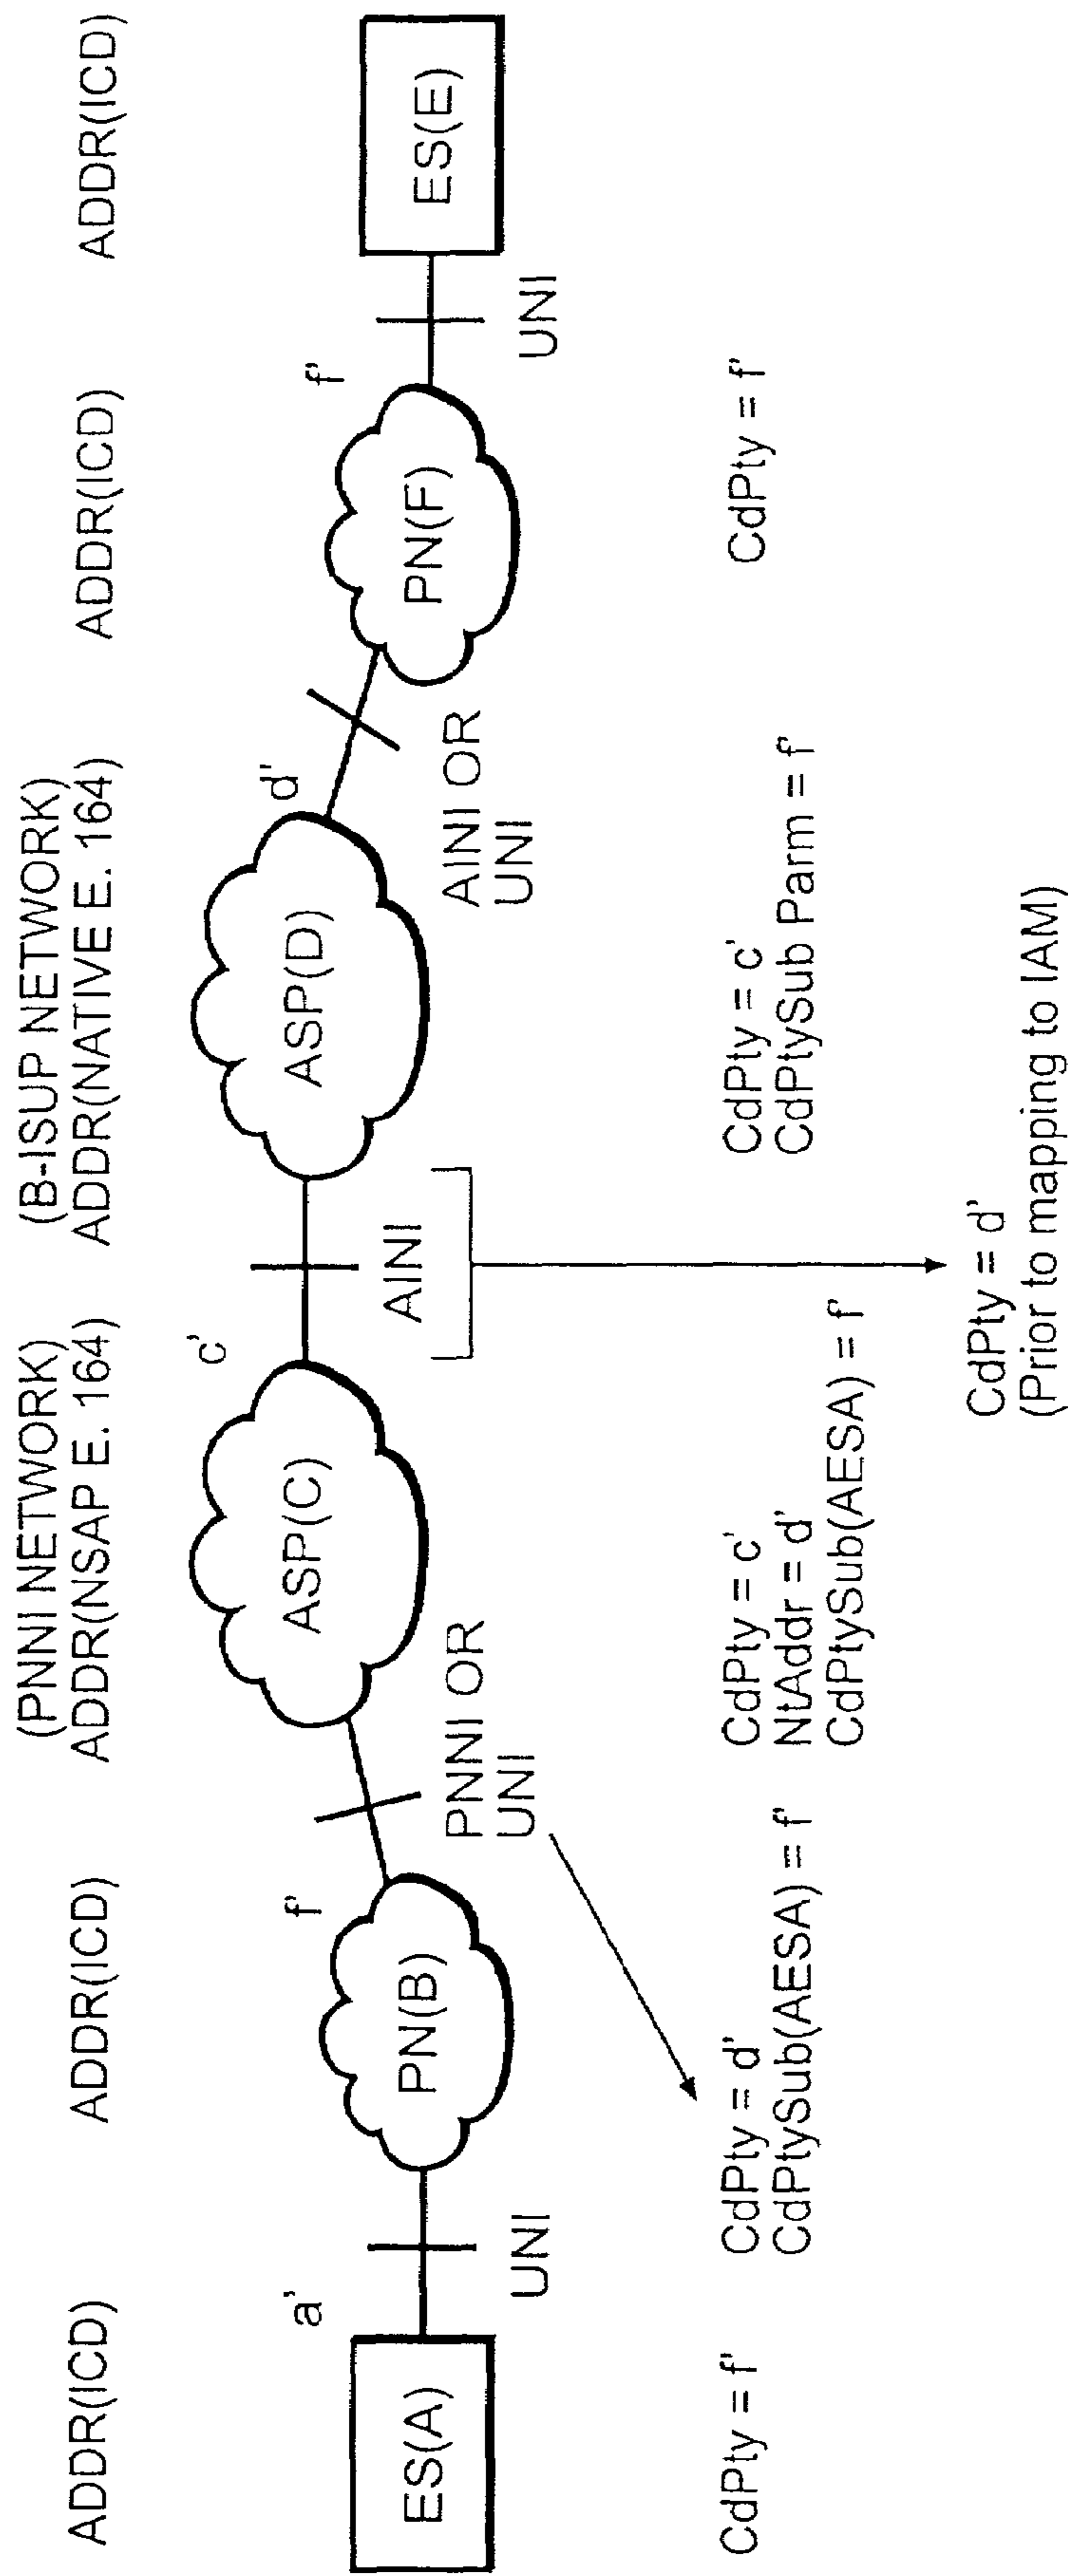 ADDR(ICD)
ADDR(ICD)
(PNNI NETWORK)
ADDR(NSAP E. 164)
(B-ISUP NETWORK)
ADDR(NATIVE E. 164)
ADDR(ICD)
ADDR(ICD)
a'
f'
c'
d'
f'
ES(A)
PN(B)
ASP(C)
ASP(D)
PN(F)
ES(E)
UNI
PNNI OR
UNI
AINI
AINI OR
UNI
UNI
CdPty = f'
CdPty = d'
CdPtySub(AESA) = f'
CdPty = c'
NtAddr = d'
CdPtySub(AESA) = f'
CdPty = c'
CdPtySub Parm = f'
CdPty = f'
CdPty = d'
(Prior to mapping to IAM)